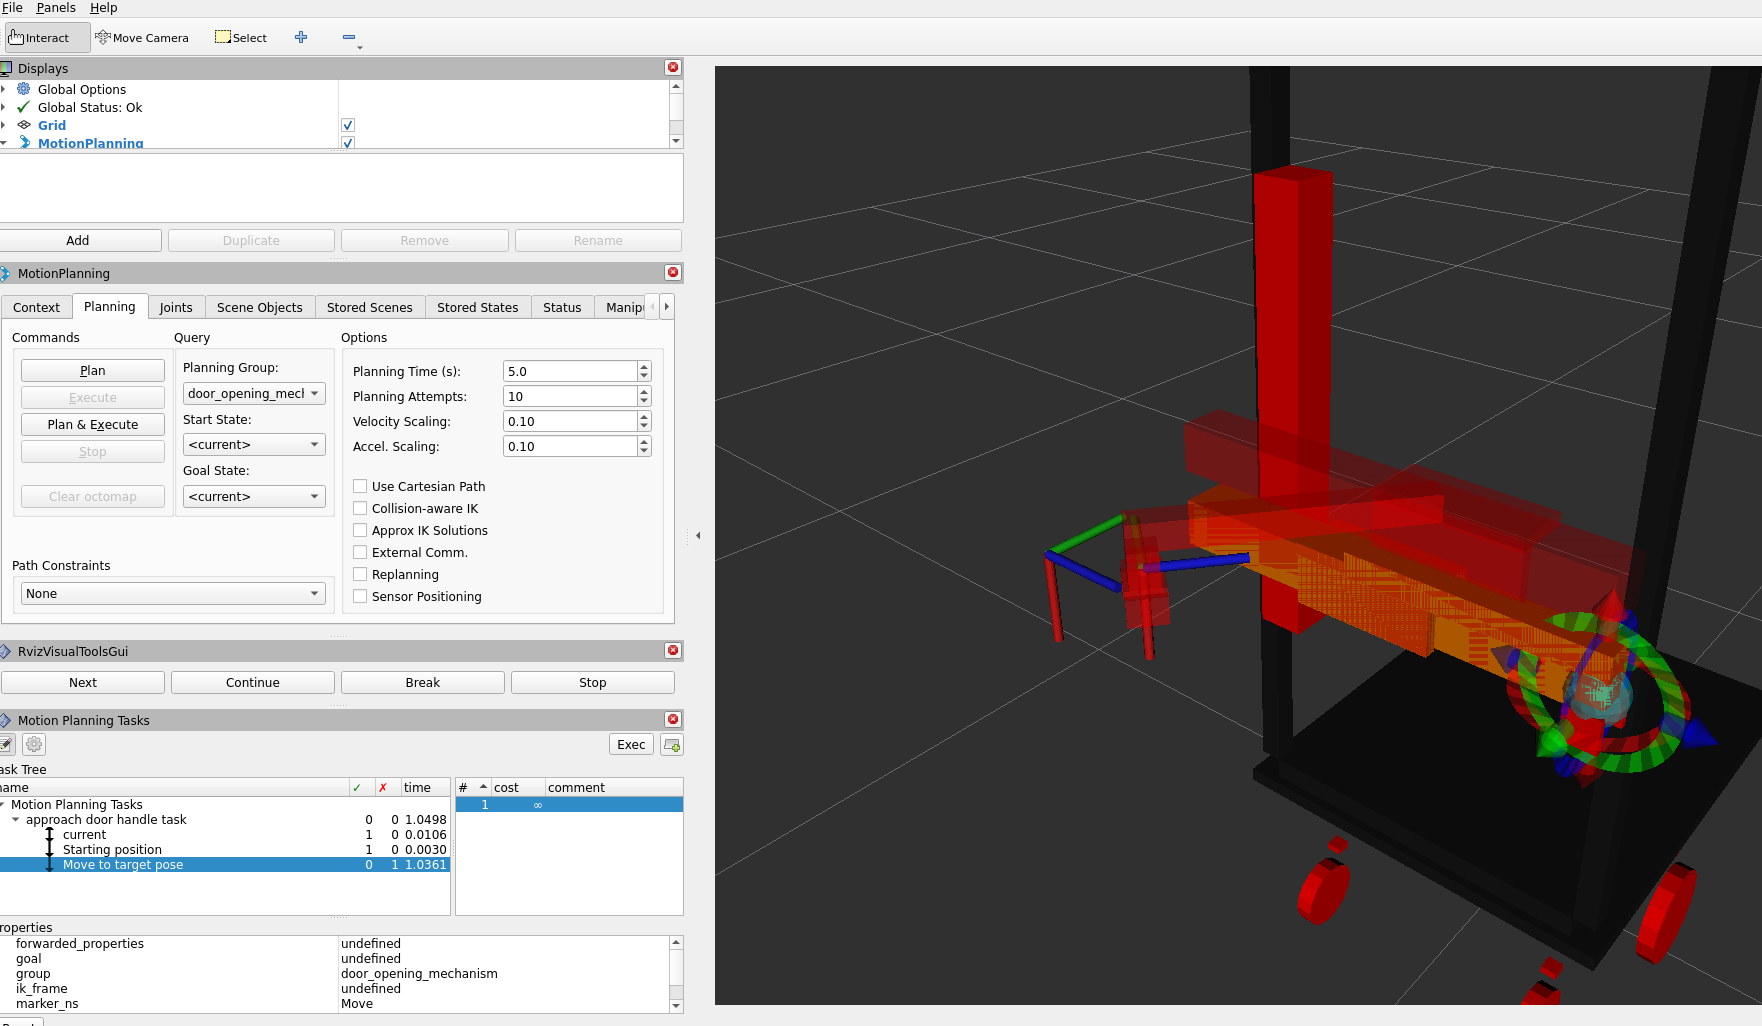 File Panels Help
Interact Move Camera Select
Displays
Global Options
Global Status: Ok
Grid
MotionPlanning
Add Duplicate Remove Rename
MotionPlanning
Context Planning Joints Scene Objects Stored Scenes Stored States Status Manip
Commands Query Options
Plan
Execute
Plan & Execute
Stop
Clear octomap
Planning Group:
door_opening_mecl
Start State:
<current>
Goal State:
<current>
Planning Time (s): 5.0
Planning Attempts: 10
Velocity Scaling: 0.10
Accel. Scaling: 0.10
Use Cartesian Path
Collision-aware IK
Approx IK Solutions
External Comm.
Replanning
Sensor Positioning
Path Constraints
None
RvizVisualToolsGui
Next Continue Break Stop
Motion Planning Tasks
Exec
ask Tree
name ✓ ✗ time
Motion Planning Tasks
approach door handle task 0 0 1.0498
current 1 0 0.0106
Starting position 1 0 0.0030
Move to target pose 0 1 1.0361
# cost comment
1 ∞
roperties
forwarded_properties undefined
goal undefined
group door_opening_mechanism
ik_frame undefined
marker_ns Move